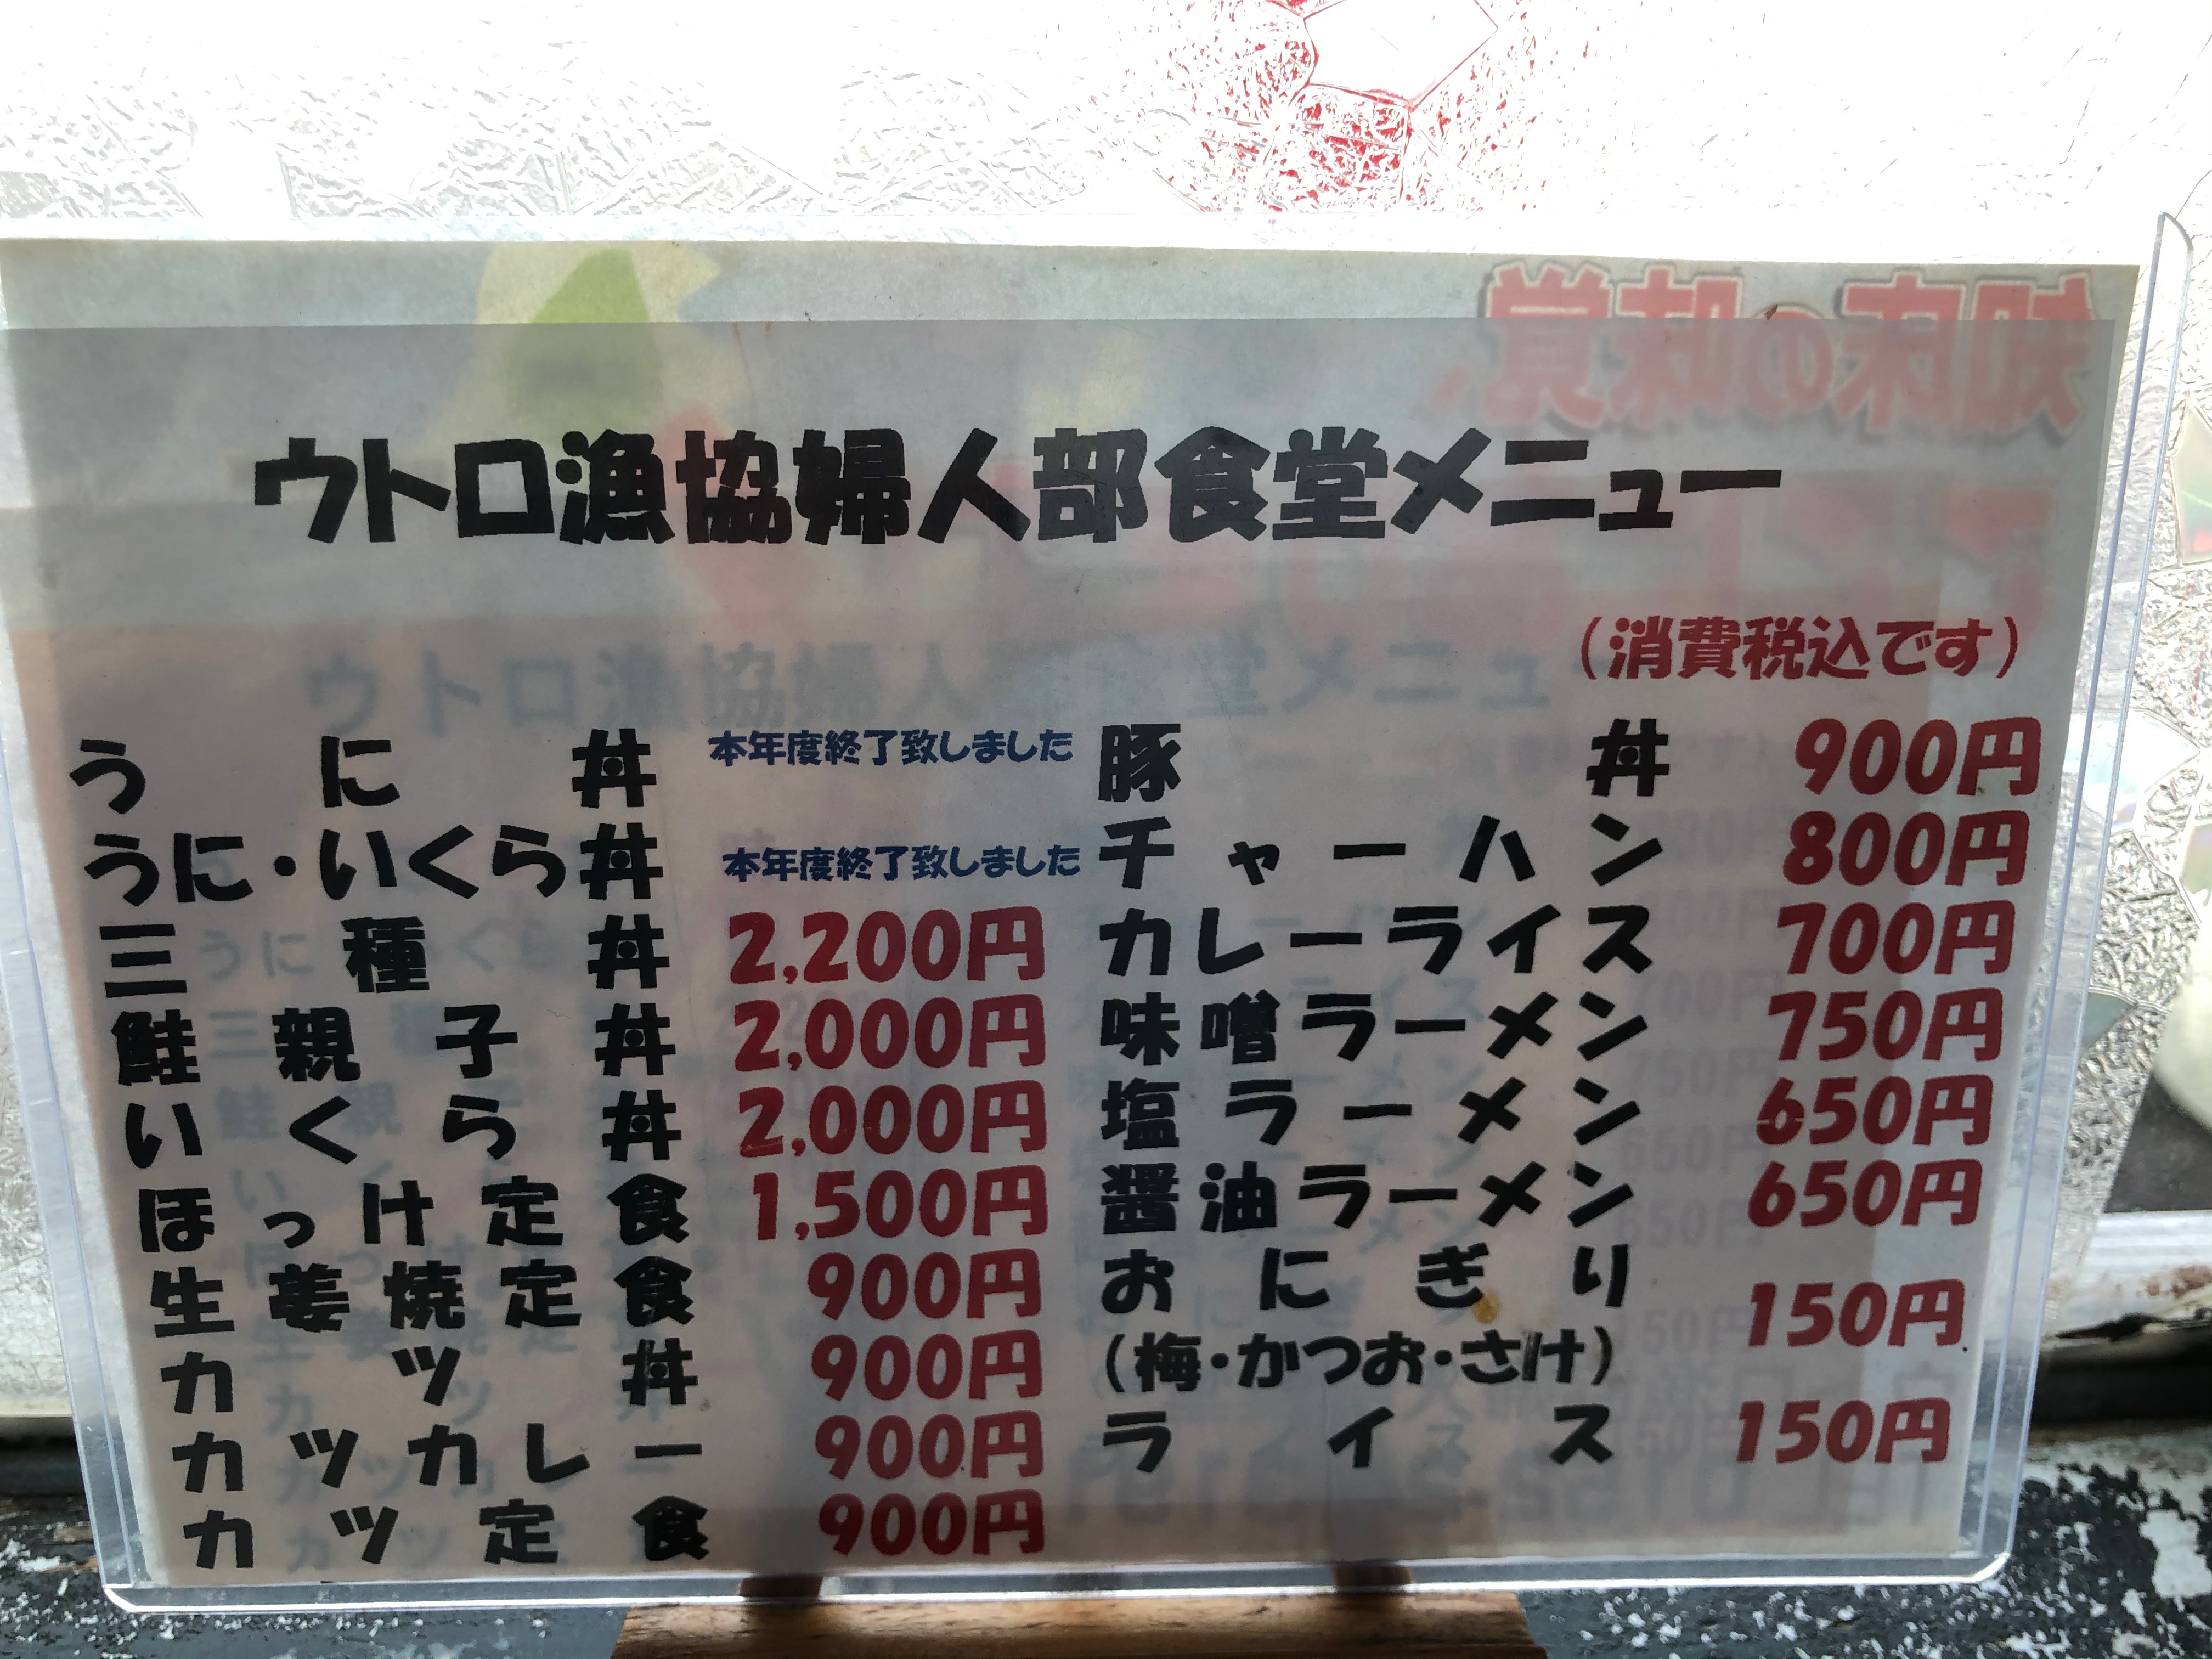 知床の味覚
ウトロ漁協婦人部食堂メニュー
(消費税込です)
うに丼 本年度終了致しました
うに・いくら丼 本年度終了致しました
三種丼 2,200円
鮭親子丼 2,000円
いくら丼 2,000円
ほっけ定食 1,500円
生姜焼定食 900円
カツ丼 900円
カツカレー 900円
カツ定食 900円
豚丼 900円
チャーハン 800円
カレーライス 700円
味噌ラーメン 750円
塩ラーメン 650円
醤油ラーメン 650円
おにぎり 150円
(梅・かつお・さけ)
ライス 150円